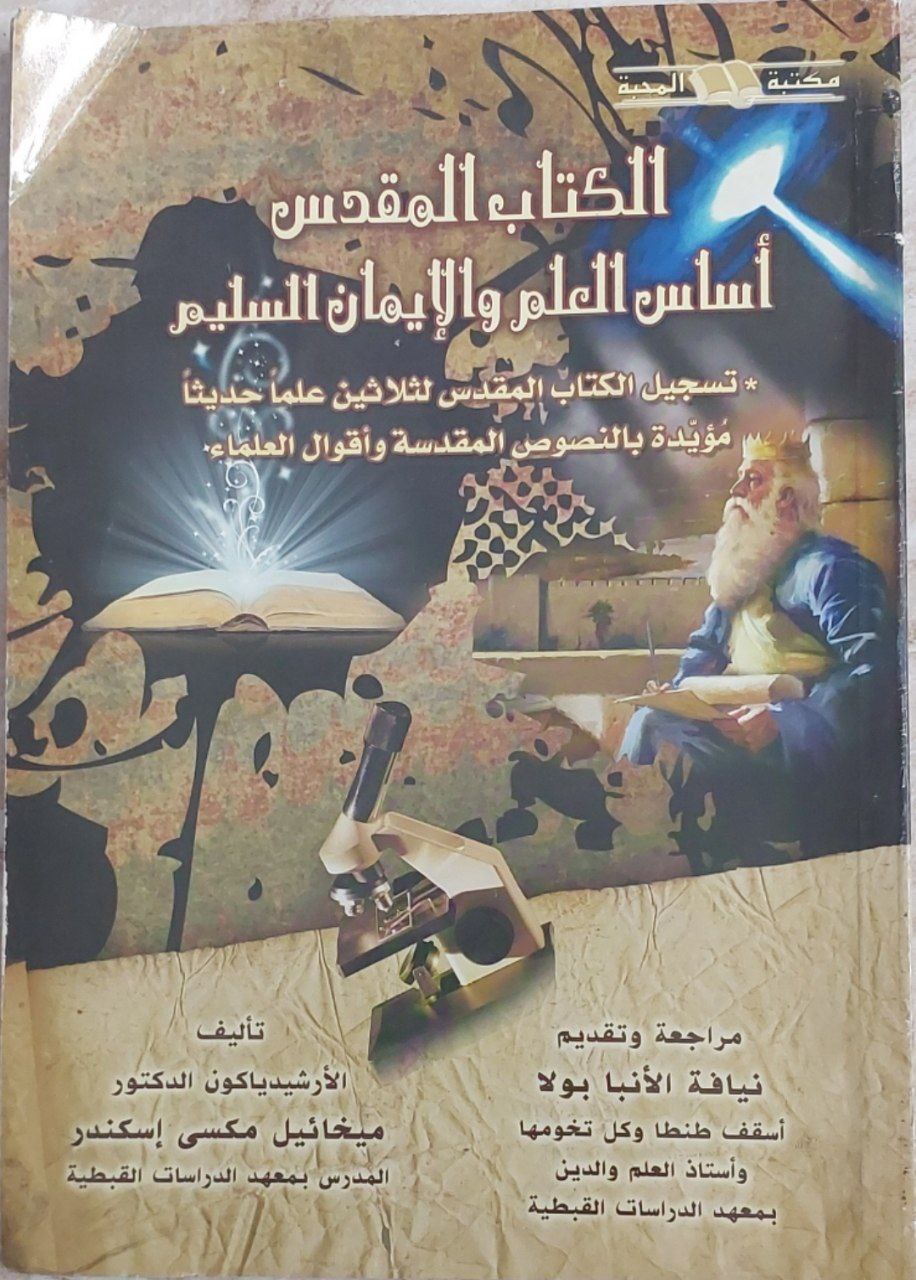 مكتبة المحبة
الكتاب المقدس
أساس العلم والإيمان السليم
* تسجيل الكتاب المقدس لثلاثين علماً حديثاً
مُؤيّدة بالنصوص المقدسة وأقوال العلماء
مراجعة وتقديم
نيافة الأنبا بولا
أسقف طنطا وكل تخومها
وأستاذ العلم والدين
بمعهد الدراسات القبطية
تأليف
الأرشيدياكون الدكتور
ميخائيل مكسى إسكندر
المدرس بمعهد الدراسات القبطية